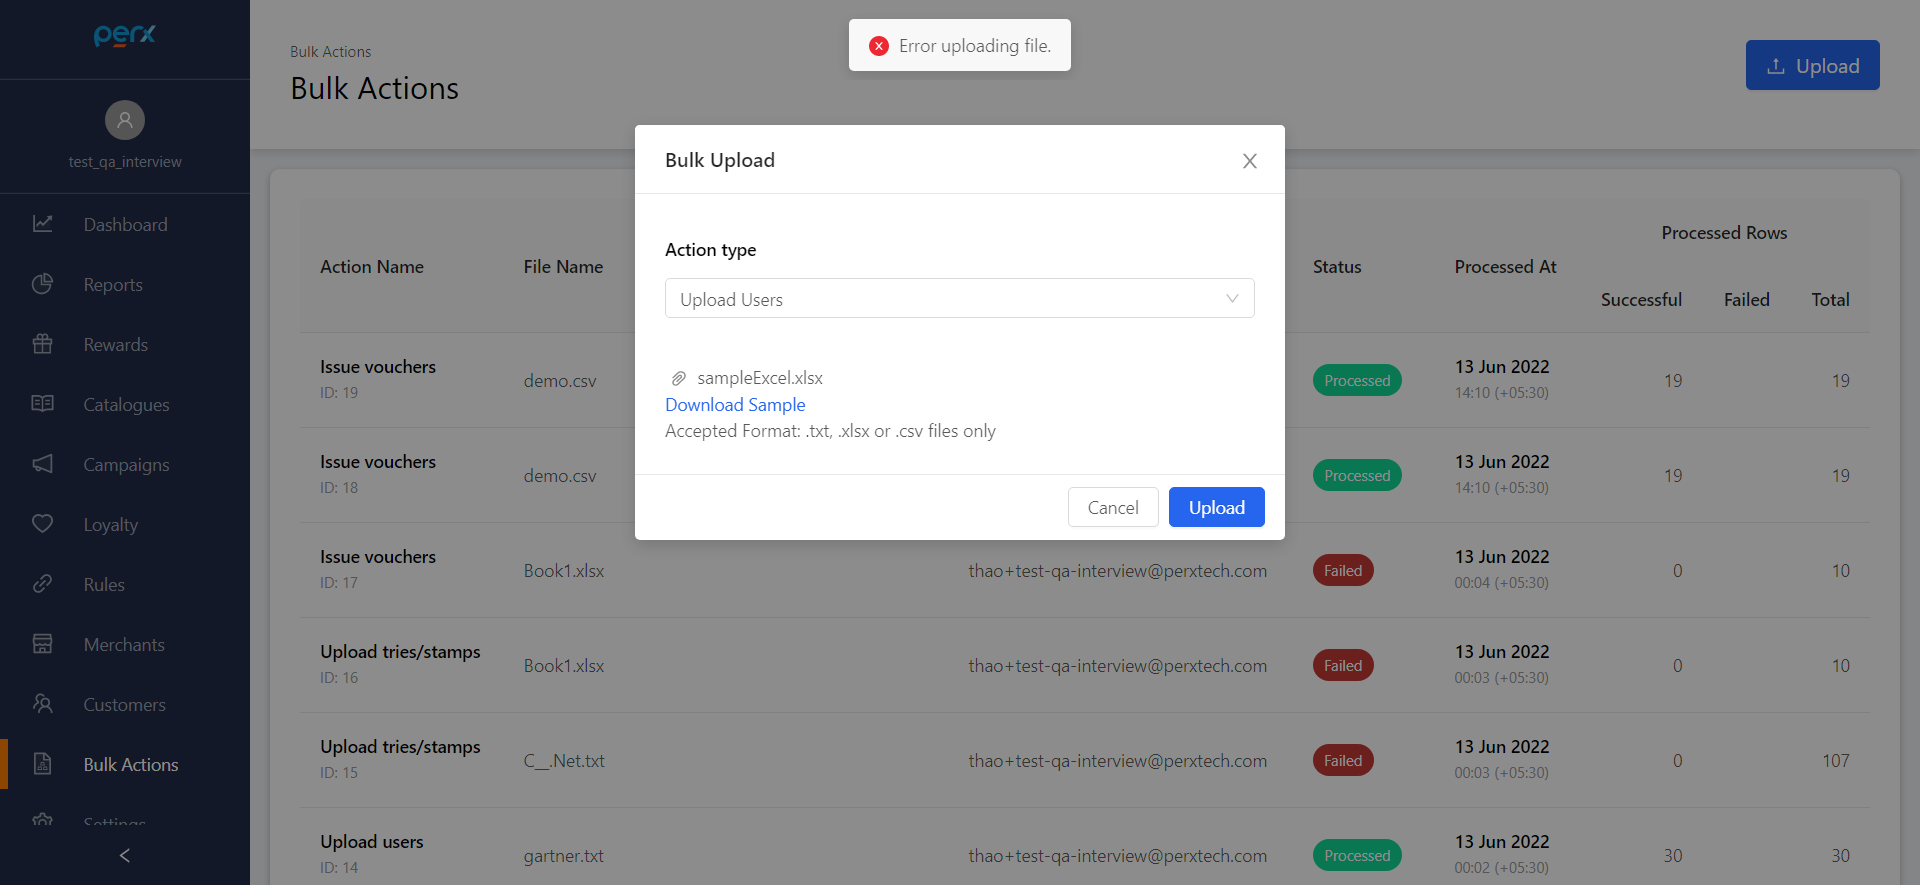 perx
test_qa_interview
Dashboard
Reports
Rewards
Catalogues
Campaigns
Loyalty
Rules
Merchants
Customers
Bulk Actions
Settings
Bulk Actions
Bulk Actions
Error uploading file.
Upload
Bulk Upload
Action type
Upload Users
sampleExcel.xlsx
Download Sample
Accepted Format: .txt, .xlsx or .csv files only
Cancel
Upload
Processed Rows
Action Name File Name Status Processed At
Successful Failed Total
Issue vouchers demo.csv Processed 13 Jun 2022 19 19
ID: 19 14:10 (+05:30)
Issue vouchers demo.csv Processed 13 Jun 2022 19 19
ID: 18 14:10 (+05:30)
Issue vouchers Book1.xlsx thao+test-qa-interview@perxtech.com Failed 13 Jun 2022 0 10
ID: 17 00:04 (+05:30)
Upload tries/stamps Book1.xlsx thao+test-qa-interview@perxtech.com Failed 13 Jun 2022 0 10
ID: 16 00:03 (+05:30)
Upload tries/stamps C__.Net.txt thao+test-qa-interview@perxtech.com Failed 13 Jun 2022 0 107
ID: 15 00:03 (+05:30)
Upload users gartner.txt thao+test-qa-interview@perxtech.com Processed 13 Jun 2022 30 30
ID: 14 00:02 (+05:30)